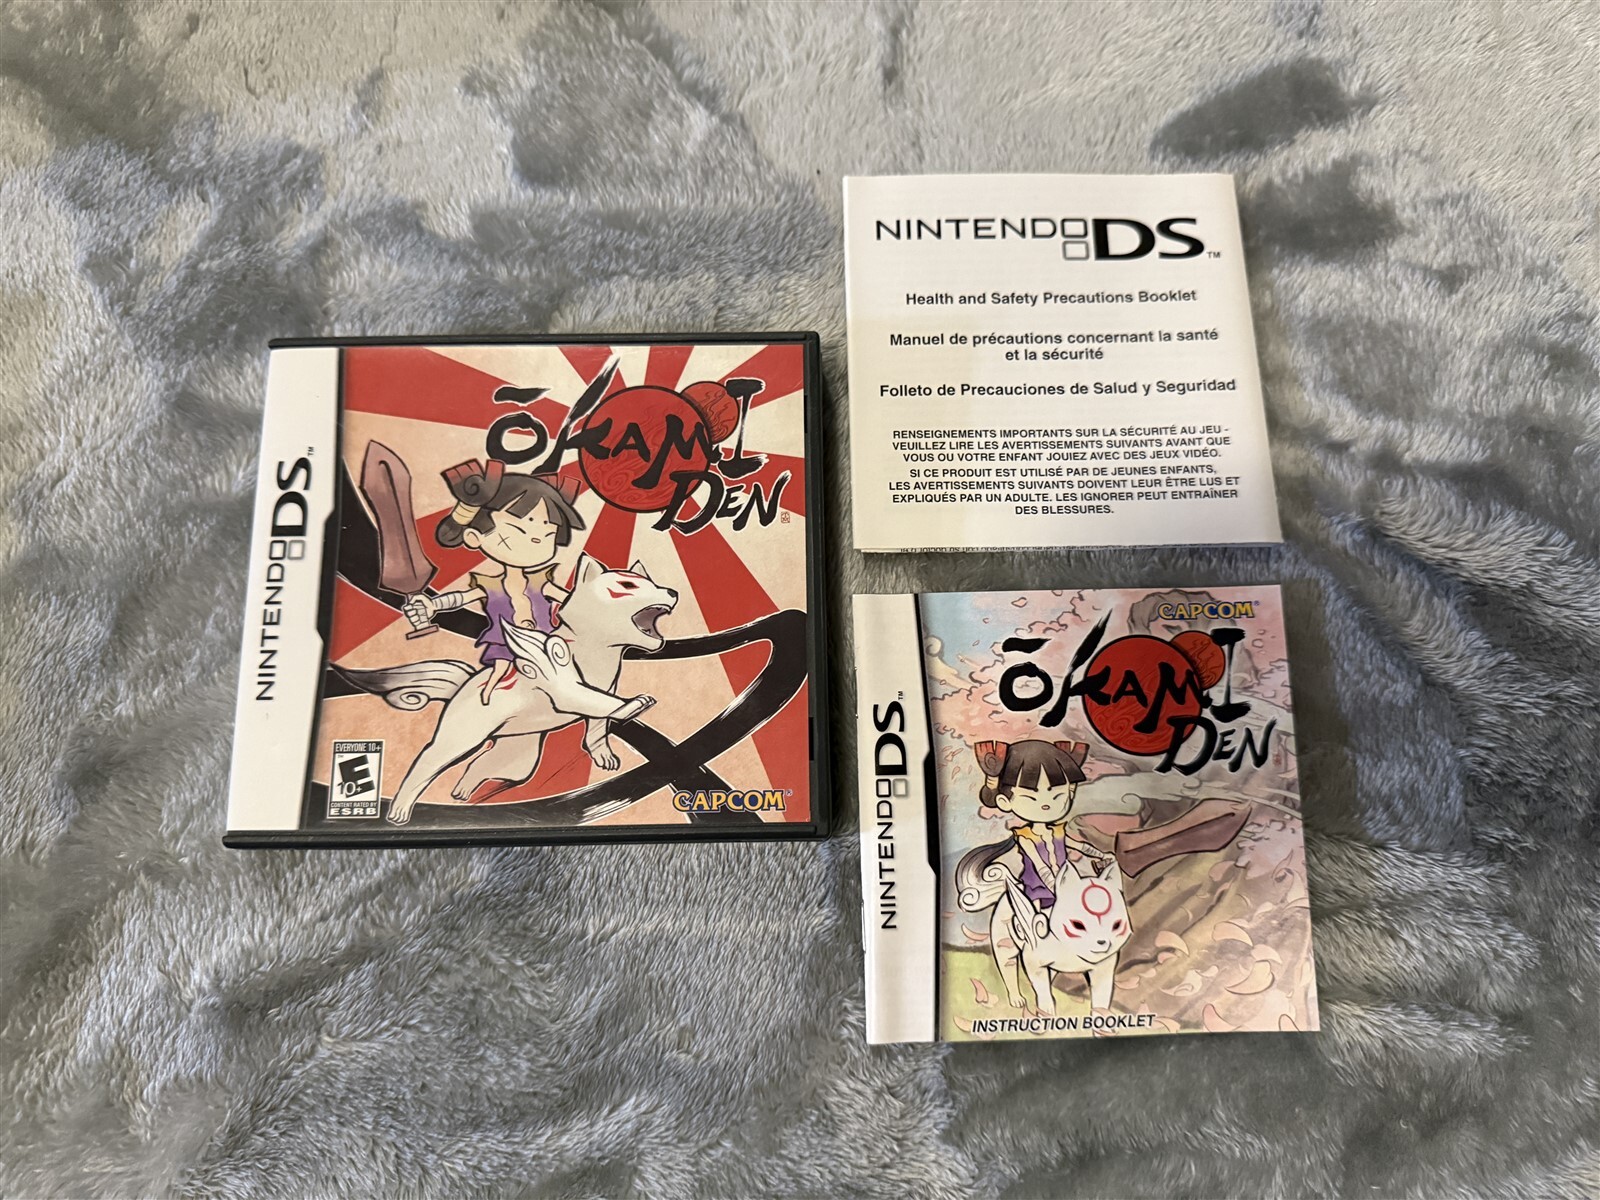 NINTENDO DS™
ŌKAMI
DEN
EVERYONE 10+
E
10+
CONTENT RATED BY
ESRB
CAPCOM®
NINTENDO DS™
Health and Safety Precautions Booklet
Manuel de précautions concernant la santé
et la sécurité
Folleto de Precauciones de Salud y Seguridad
RENSEIGNEMENTS IMPORTANTS SUR LA SÉCURITÉ AU JEU -
VEUILLEZ LIRE LES AVERTISSEMENTS SUIVANTS AVANT QUE
VOUS OU VOTRE ENFANT JOUIEZ AVEC DES JEUX VIDÉO.
SI CE PRODUIT EST UTILISÉ PAR DE JEUNES ENFANTS,
LES AVERTISSEMENTS SUIVANTS DOIVENT LEUR ÊTRE LUS ET
EXPLIQUÉS PAR UN ADULTE. LES IGNORER PEUT ENTRAÎNER
DES BLESSURES.
NINTENDO DS™
CAPCOM®
ŌKAMI
DEN
INSTRUCTION BOOKLET